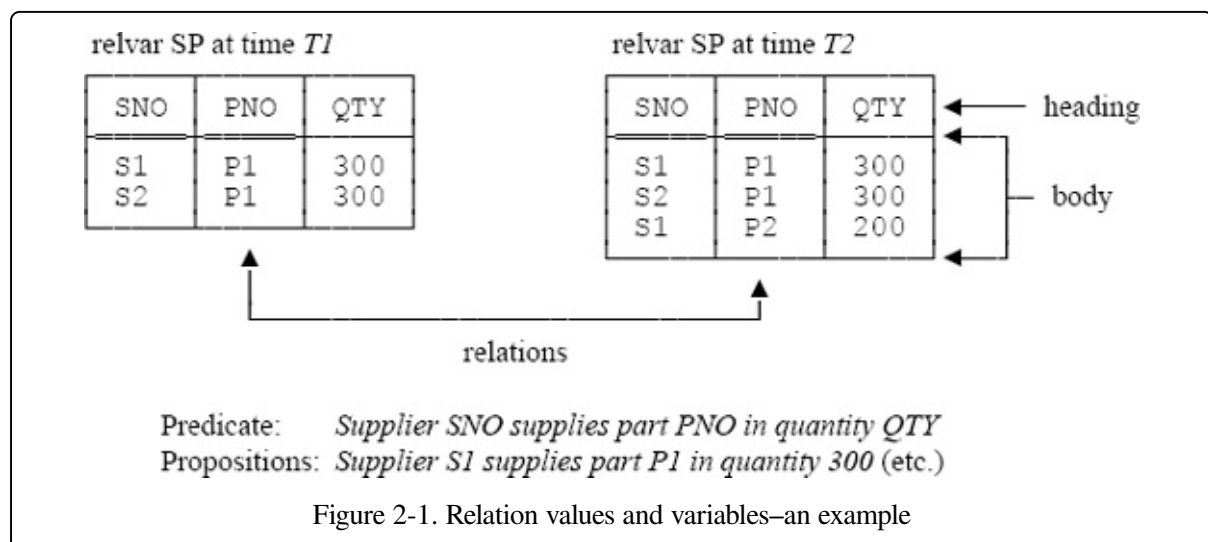 relvar SP at time T1 relvar SP at time T2
SNO PNO QTY SNO PNO QTY heading
S1 P1 300 S1 P1 300
S2 P1 300 S2 P1 300 body
S1 P2 200
relations
Predicate: Supplier SNO supplies part PNO in quantity QTY
Propositions: Supplier S1 supplies part P1 in quantity 300 (etc.)
Figure 2-1. Relation values and variables–an example